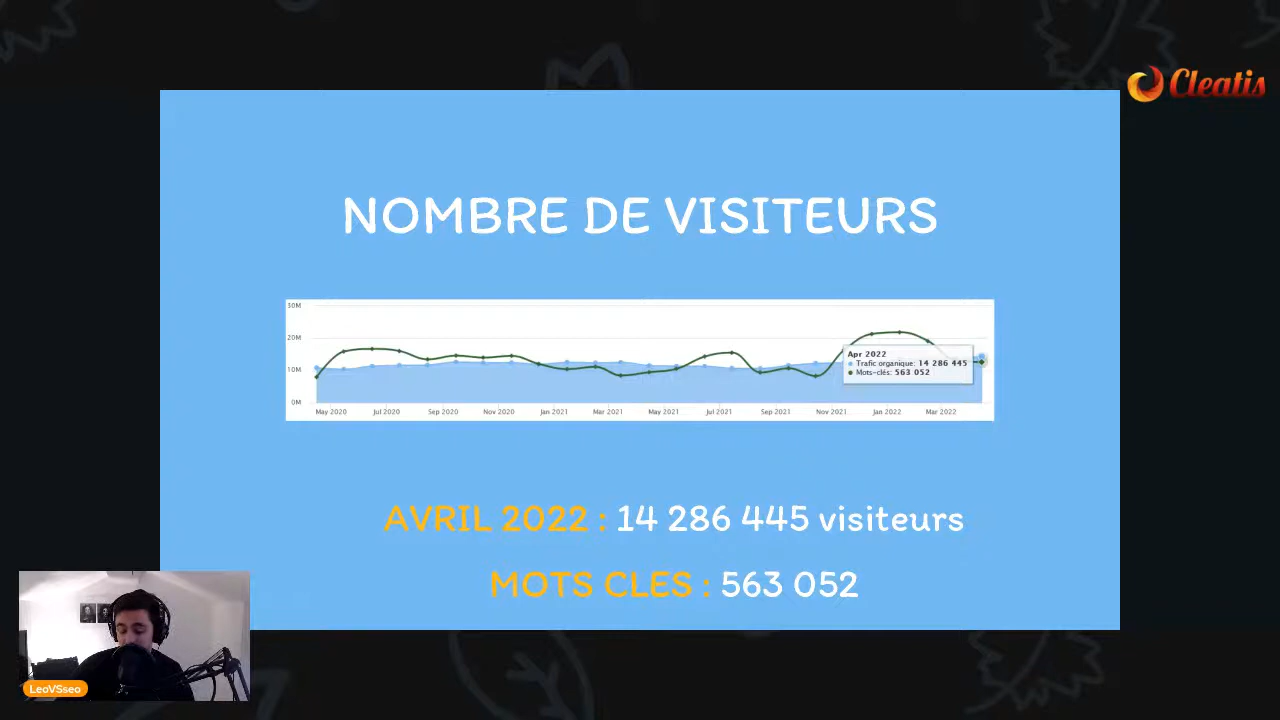 Cleatis
NOMBRE DE VISITEURS
30M
20M
10M
0M
Apr 2022
Trafic organique: 14 286 445
Mots-clés: 563 052
May 2020 Jul 2020 Sep 2020 Nov 2020 Jan 2021 Mar 2021 May 2021 Jul 2021 Sep 2021 Nov 2021 Jan 2022 Mar 2022
AVRIL 2022 : 14 286 445 visiteurs
MOTS CLES : 563 052
LeoVSseo